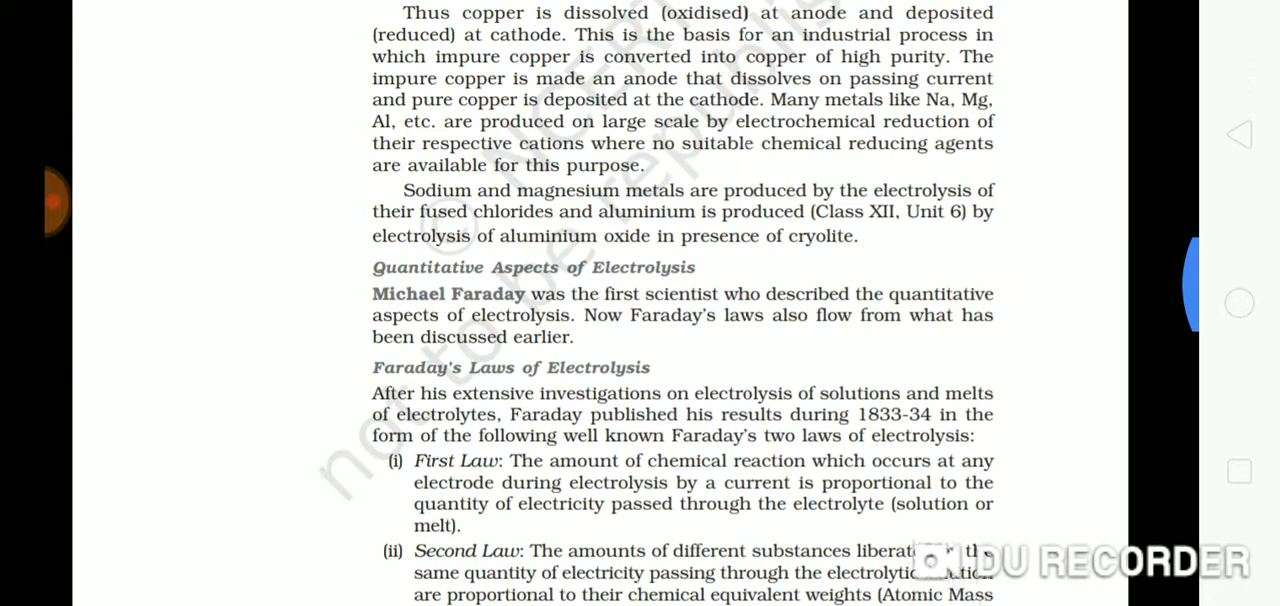 Thus copper is dissolved (oxidised) at anode and deposited
(reduced) at cathode. This is the basis for an industrial process in
which impure copper is converted into copper of high purity. The
impure copper is made an anode that dissolves on passing current
and pure copper is deposited at the cathode. Many metals like Na, Mg,
Al, etc. are produced on large scale by electrochemical reduction of
their respective cations where no suitable chemical reducing agents
are available for this purpose.
Sodium and magnesium metals are produced by the electrolysis of
their fused chlorides and aluminium is produced (Class XII, Unit 6) by
electrolysis of aluminium oxide in presence of cryolite.
Quantitative Aspects of Electrolysis
Michael Faraday was the first scientist who described the quantitative
aspects of electrolysis. Now Faraday's laws also flow from what has
been discussed earlier.
Faraday's Laws of Electrolysis
After his extensive investigations on electrolysis of solutions and melts
of electrolytes, Faraday published his results during 1833-34 in the
form of the following well known Faraday's two laws of electrolysis:
(i) First Law: The amount of chemical reaction which occurs at any
electrode during electrolysis by a current is proportional to the
quantity of electricity passed through the electrolyte (solution or
melt).
(ii) Second Law: The amounts of different substances the
same quantity of electricity passing through the
are proportional to their chemical equivalent weights (Atomic Mass
© NCERT
not to be republis
DU RECORDER